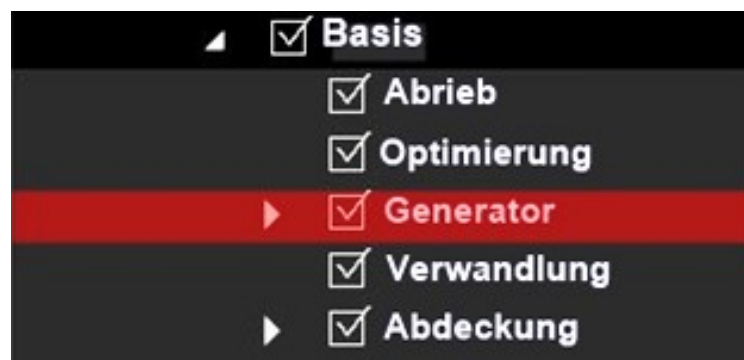 Basis
Abrieb
Optimierung
Generator
Verwandlung
Abdeckung